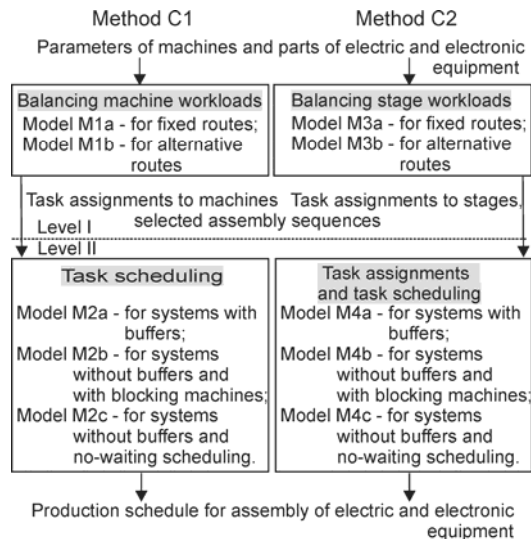 Method C1
Method C2
Parameters of machines and parts of electric and electronic
equipment
Balancing machine workloads
Model M1a - for fixed routes;
Model M1b - for alternative
routes
Balancing stage workloads
Model M3a - for fixed routes;
Model M3b - for alternative
routes
Task assignments to machines
Task assignments to stages,
selected assembly sequences
Level I
Level II
Task scheduling
Model M2a - for systems with
buffers;
Model M2b - for systems
without buffers and
with blocking machines;
Model M2c - for systems
without buffers and
no-waiting scheduling.
Task assignments
and task scheduling
Model M4a - for systems with
buffers;
Model M4b - for systems
without buffers and
with blocking machines;
Model M4c - for systems
without buffers and
no-waiting scheduling.
Production schedule for assembly of electric and electronic
equipment